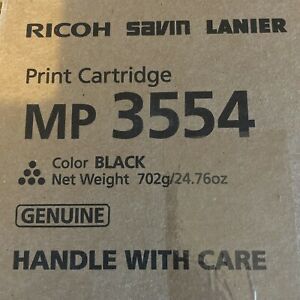 RICOH savin LANIER
Print Cartridge
MP 3554
Color BLACK
Net Weight 702g/24.76oz
GENUINE
HANDLE WITH CARE